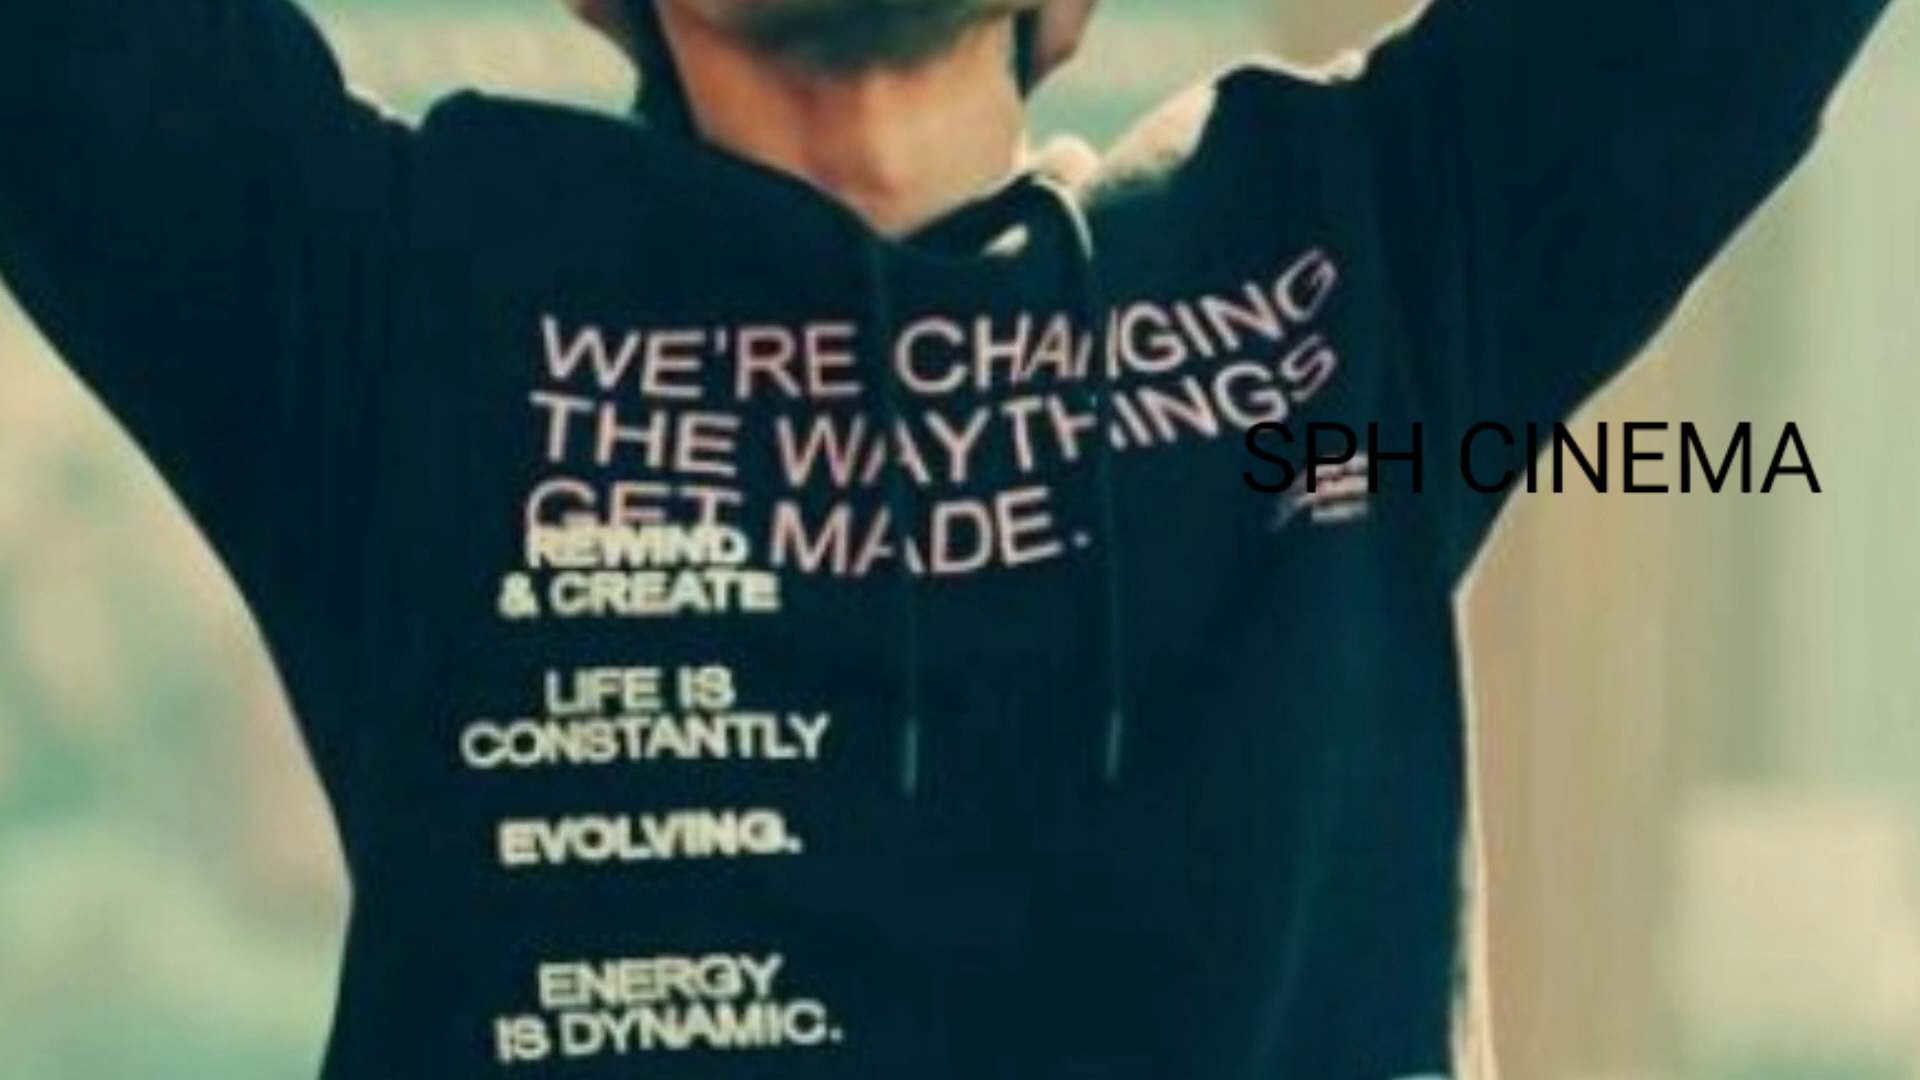 WE'RE CHANGING
THE WAY THINGS
GET MADE.
REWIND
& CREATE
LIFE IS
CONSTANTLY
EVOLVING.
ENERGY
IS DYNAMIC.
SPH CINEMA